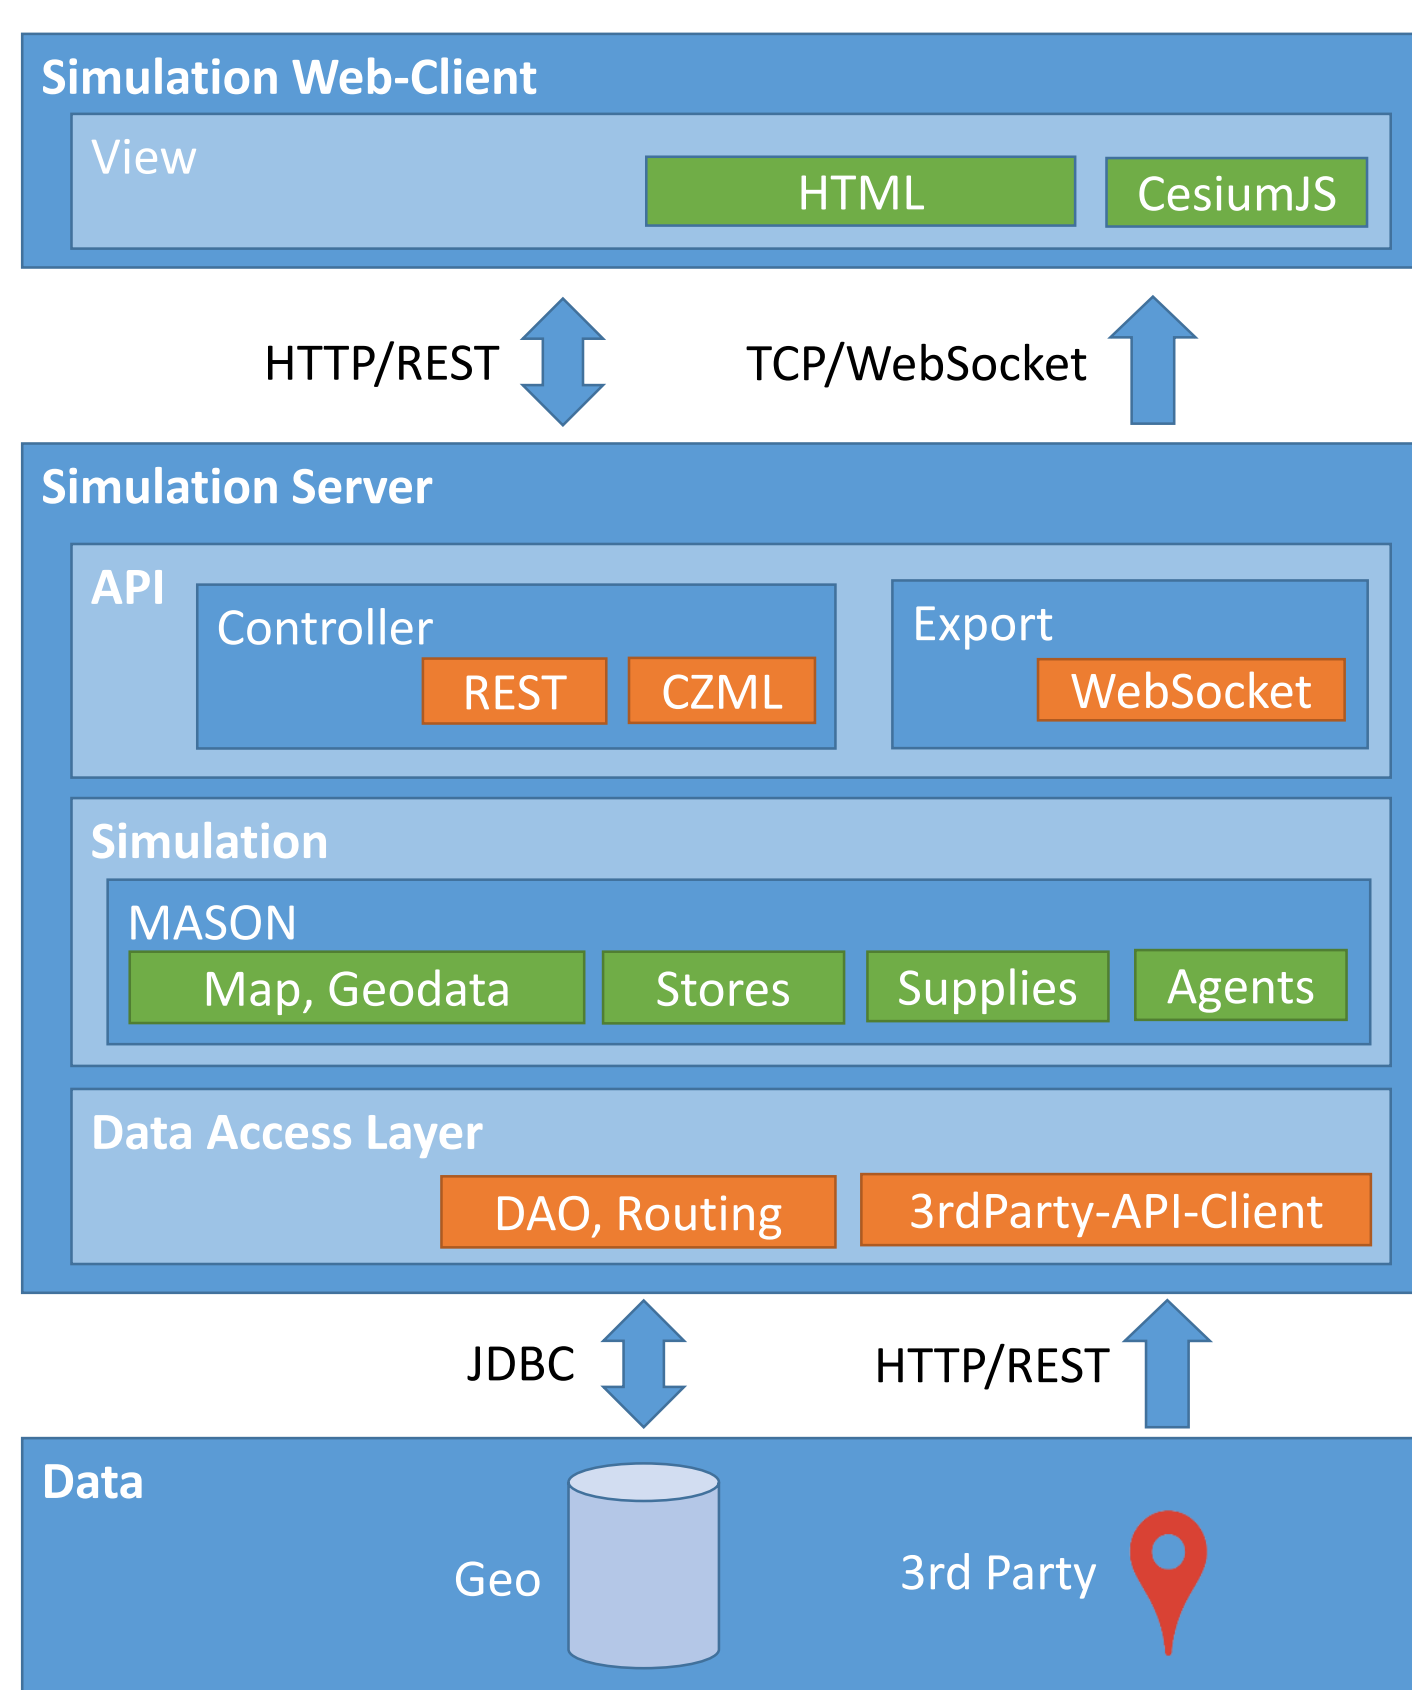 Simulation Web-Client
View
HTML
CesiumJS
HTTP/REST
TCP/WebSocket
Simulation Server
API
Controller
REST
CZML
Export
WebSocket
Simulation
MASON
Map, Geodata
Stores
Supplies
Agents
Data Access Layer
DAO, Routing
3rdParty-API-Client
JDBC
HTTP/REST
Data
Geo
3rd Party